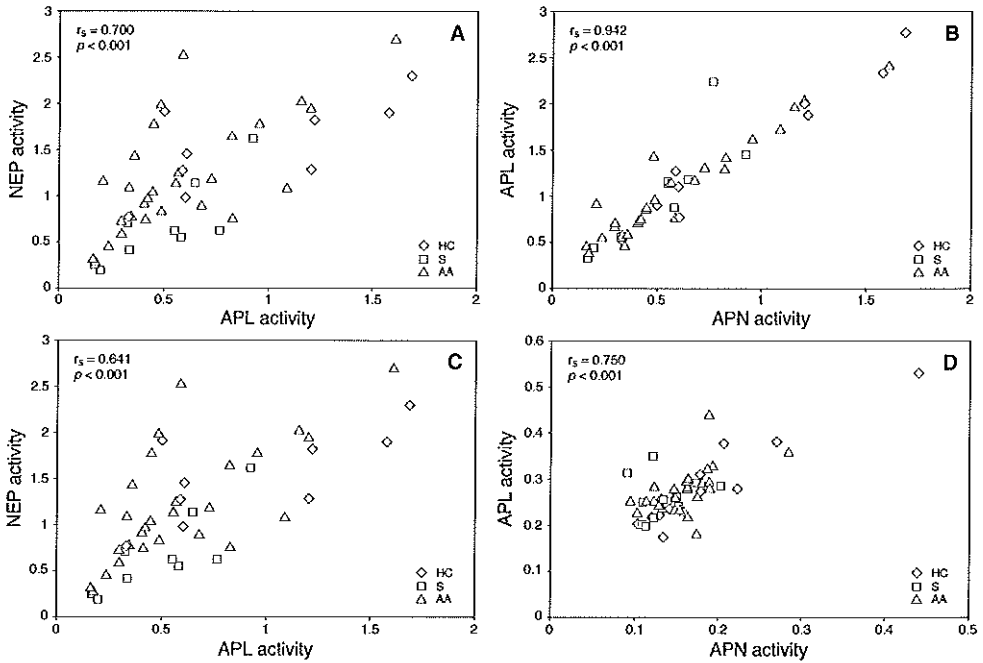 rs = 0.700
p < 0.001
A
NEP activity
3
2.5
2
1.5
1
0.5
0
0 0.5 1 1.5 2
APL activity
HC
S
AA
rs = 0.942
p < 0.001
B
APL activity
3
2.5
2
1.5
1
0.5
0
0 0.5 1 1.5 2
APN activity
HC
S
AA
rs = 0.641
p < 0.001
C
NEP activity
3
2.5
2
1.5
1
0.5
0
0 0.5 1 1.5 2
APL activity
HC
S
AA
rs = 0.750
p < 0.001
D
APL activity
0.6
0.5
0.4
0.3
0.2
0.1
0
0 0.1 0.2 0.3 0.4 0.5
APN activity
HC
S
AA